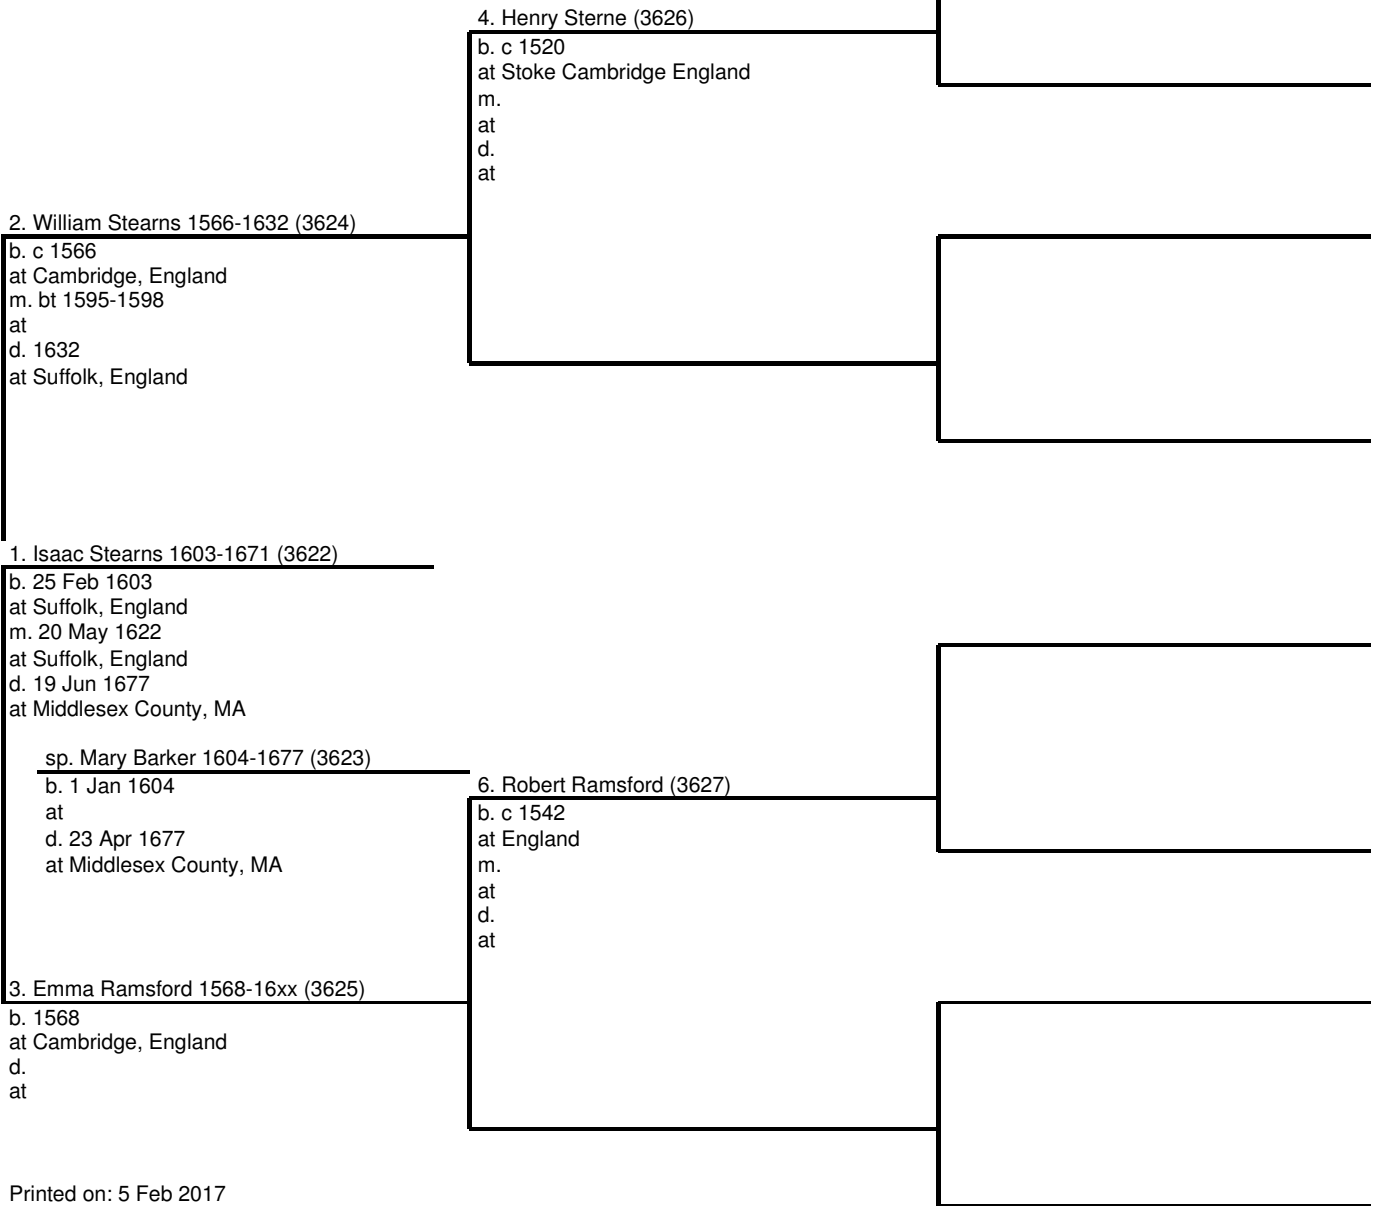 4. Henry Sterne (3626)
b. c 1520
at Stoke Cambridge England
m.
at
d.
at
2. William Stearns 1566-1632 (3624)
b. c 1566
at Cambridge, England
m. bt 1595-1598
at
d. 1632
at Suffolk, England
1. Isaac Stearns 1603-1671 (3622)
b. 25 Feb 1603
at Suffolk, England
m. 20 May 1622
at Suffolk, England
d. 19 Jun 1677
at Middlesex County, MA
sp. Mary Barker 1604-1677 (3623)
b. 1 Jan 1604
at
d. 23 Apr 1677
at Middlesex County, MA
6. Robert Ramsford (3627)
b. c 1542
at England
m.
at
d.
at
3. Emma Ramsford 1568-16xx (3625)
b. 1568
at Cambridge, England
d.
at
Printed on: 5 Feb 2017